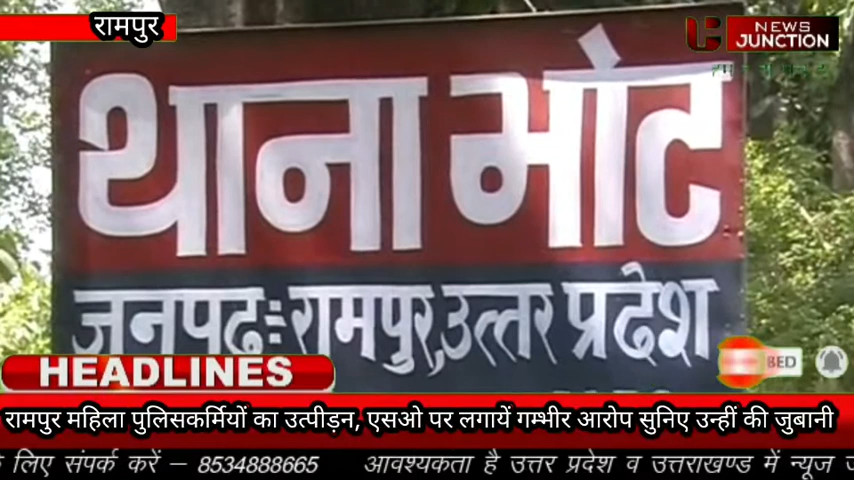 रामपुर
NEWS
JUNCTION
थाना भोंट
जनपद:-रामपुर,उत्तर प्रदेश
BED
HEADLINES
रामपुर महिला पुलिसकर्मियों का उत्पीड़न, एसओ पर लगायें गम्भीर आरोप सुनिए उन्हीं की जुबानी
के लिए संपर्क करें – 8534888665 आवश्यकता है उत्तर प्रदेश व उत्तराखण्ड में न्यूज